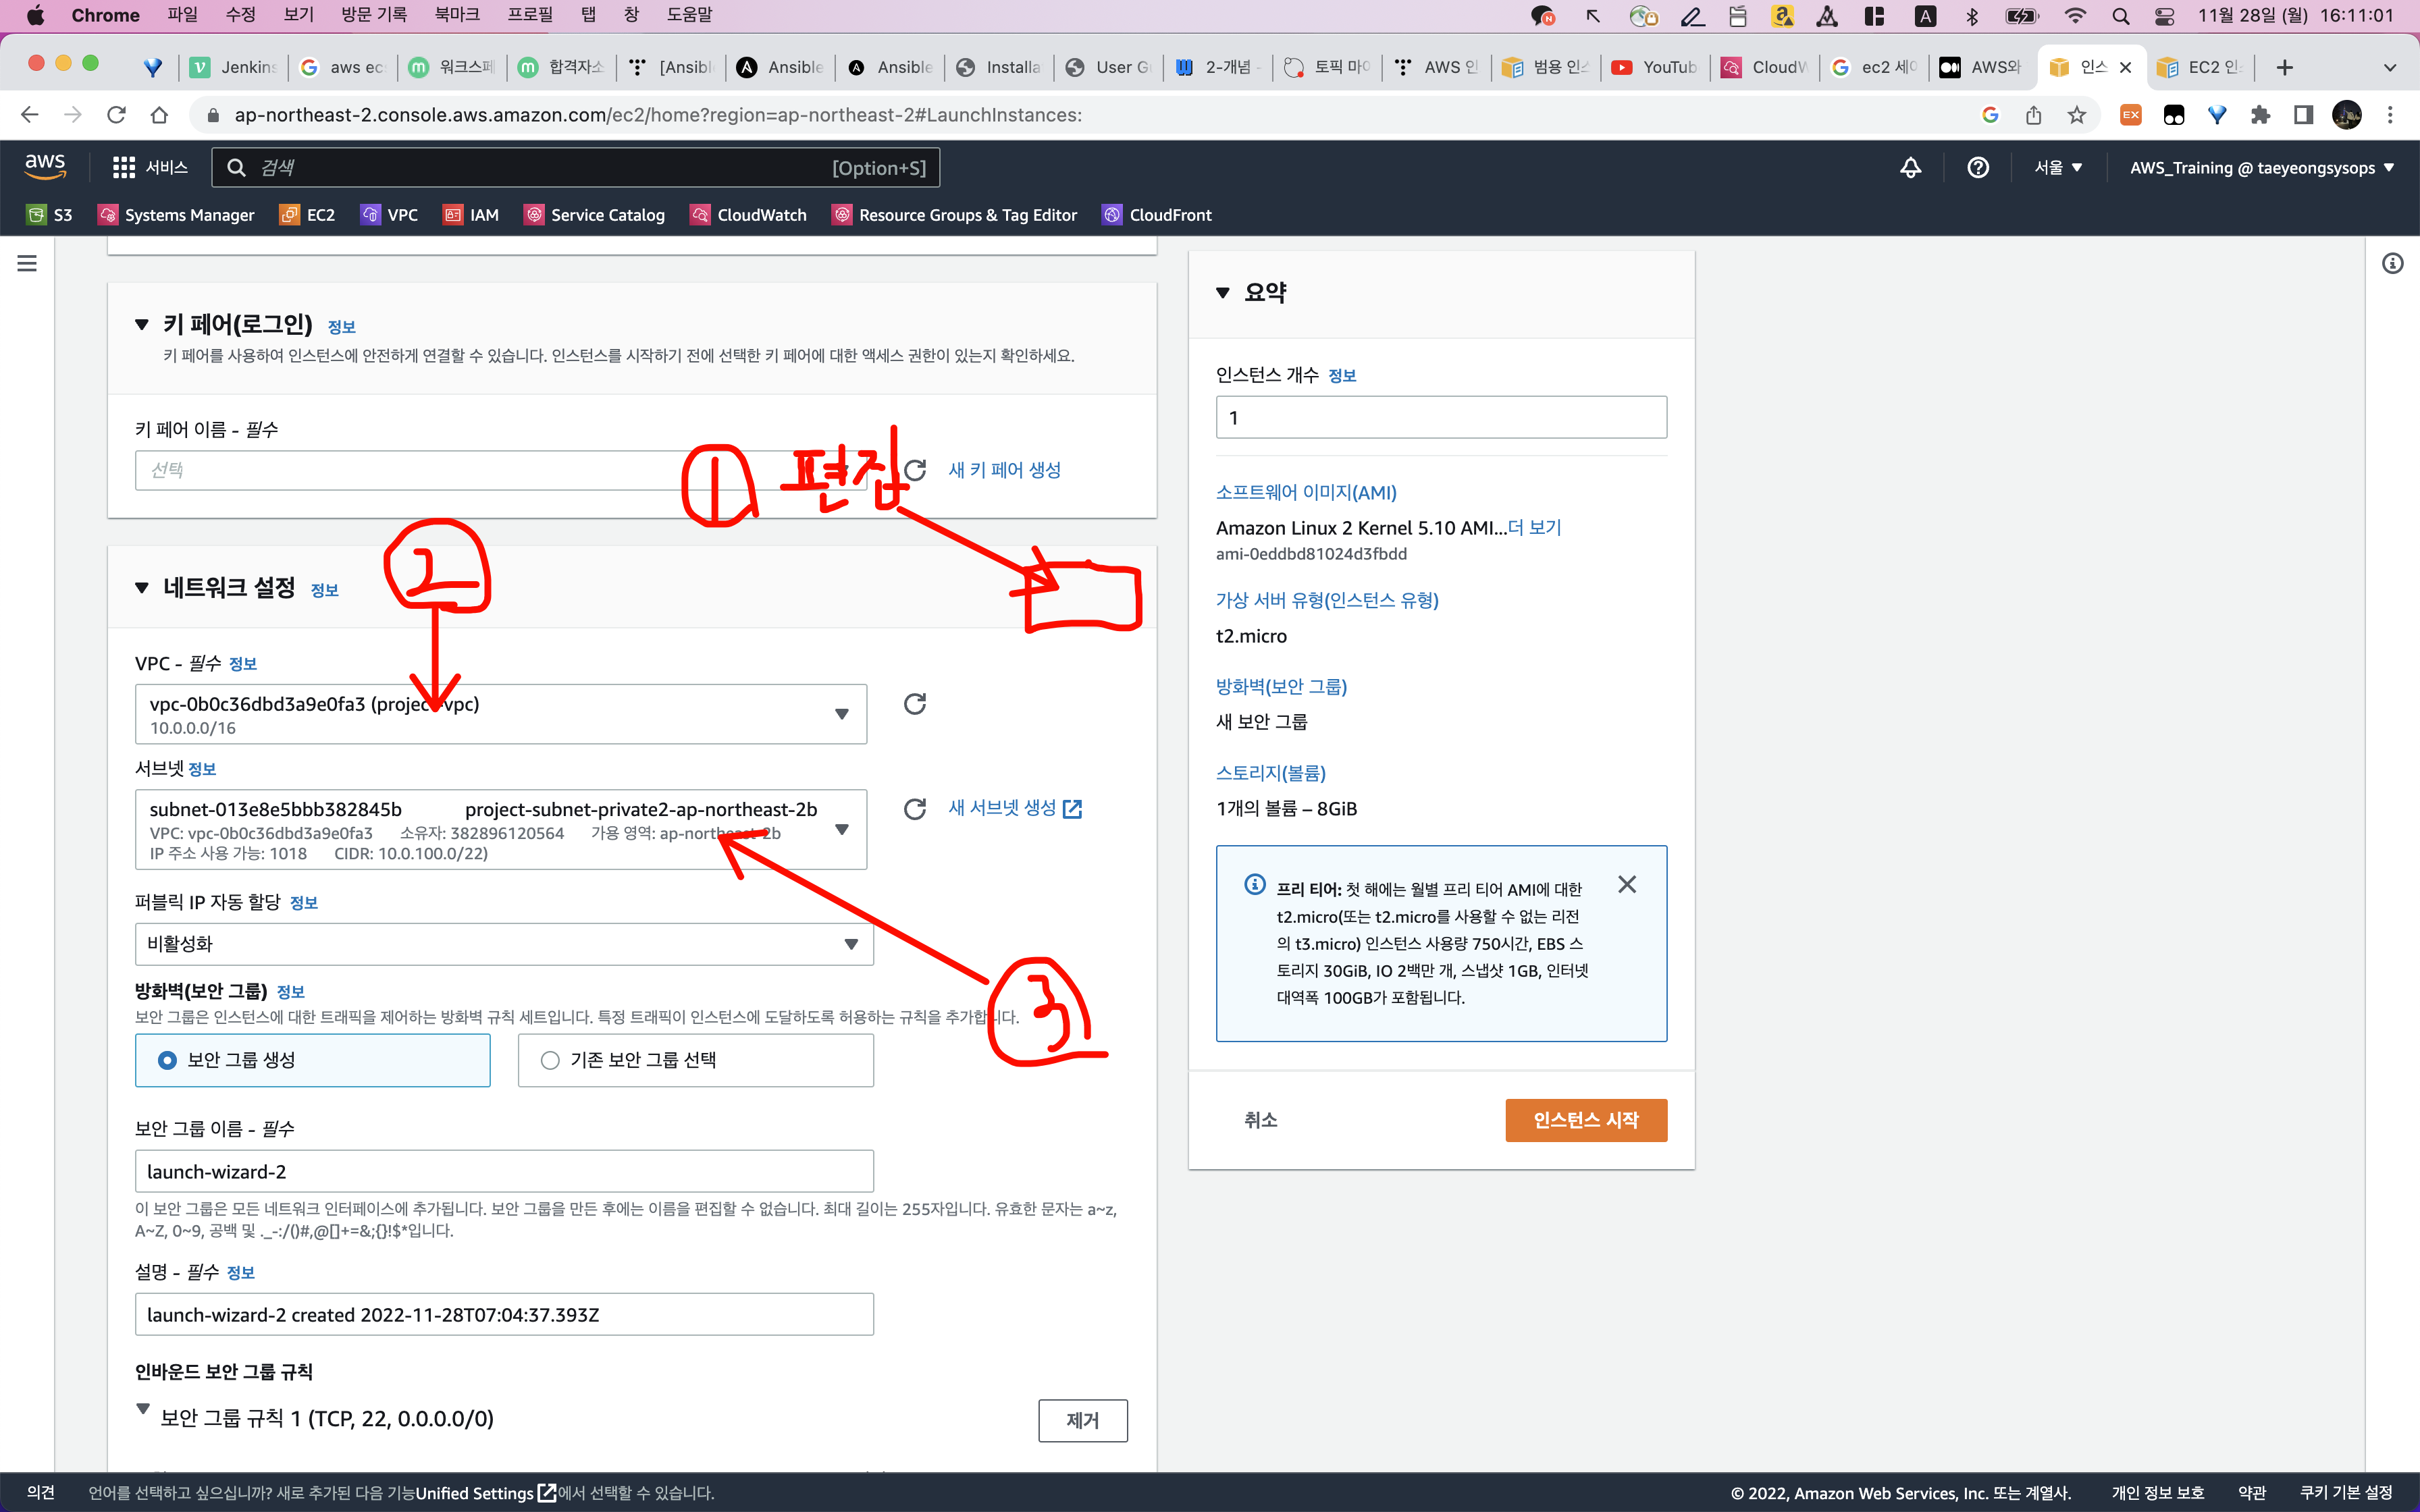 Chrome 파일 수정 보기 방문 기록 북마크 프로필 탭 창 도움말 11월 28일 (월) 16:11:01
Jenkins aws ec 워크스페 합격자소 [Ansibl Ansible Ansible Installa User G 2-개념 - 토픽 마이 AWS 인 범용 인스 YouTub CloudW ec2 세 AWS와 인스 EC2 인
ap-northeast-2.console.aws.amazon.com/ec2/home?region=ap-northeast-2#LaunchInstances:
aws 서비스 검색 [Option+S] 서울 AWS_Training @ taeyeongsysops
S3 Systems Manager EC2 VPC IAM Service Catalog CloudWatch Resource Groups & Tag Editor CloudFront
키 페어(로그인) 정보
키 페어를 사용하여 인스턴스에 안전하게 연결할 수 있습니다. 인스턴스를 시작하기 전에 선택한 키 페어에 대한 액세스 권한이 있는지 확인하세요.
키 페어 이름 - 필수
선택
새 키 페어 생성
① 편집
②
네트워크 설정 정보
VPC - 필수 정보
vpc-0b0c36dbd3a9e0fa3 (project-vpc)
10.0.0.0/16
서브넷 정보
subnet-013e8e5bbb382845b project-subnet-private2-ap-northeast-2b
VPC: vpc-0b0c36dbd3a9e0fa3 소유자: 382896120564 가용 영역: ap-northeast-2b
IP 주소 사용 가능: 1018 CIDR: 10.0.100.0/22)
새 서브넷 생성
퍼블릭 IP 자동 할당 정보
비활성화
③
방화벽(보안 그룹) 정보
보안 그룹은 인스턴스에 대한 트래픽을 제어하는 방화벽 규칙 세트입니다. 특정 트래픽이 인스턴스에 도달하도록 허용하는 규칙을 추가합니다.
보안 그룹 생성 기존 보안 그룹 선택
보안 그룹 이름 - 필수
launch-wizard-2
이 보안 그룹은 모든 네트워크 인터페이스에 추가됩니다. 보안 그룹을 만든 후에는 이름을 편집할 수 없습니다. 최대 길이는 255자입니다. 유효한 문자는 a~z,
A~Z, 0~9, 공백 및 ._-:/()#,@[]+=&;{}!$*입니다.
설명 - 필수 정보
launch-wizard-2 created 2022-11-28T07:04:37.393Z
인바운드 보안 그룹 규칙
보안 그룹 규칙 1 (TCP, 22, 0.0.0.0/0)
제거
요약
인스턴스 개수 정보
1
소프트웨어 이미지(AMI)
Amazon Linux 2 Kernel 5.10 AMI...더 보기
ami-0eddbd81024d3fbdd
가상 서버 유형(인스턴스 유형)
t2.micro
방화벽(보안 그룹)
새 보안 그룹
스토리지(볼륨)
1개의 볼륨 – 8GiB
프리 티어: 첫 해에는 월별 프리 티어 AMI에 대한
t2.micro(또는 t2.micro를 사용할 수 없는 리전
의 t3.micro) 인스턴스 사용량 750시간, EBS 스
토리지 30GiB, IO 2백만 개, 스냅샷 1GB, 인터넷
대역폭 100GB가 포함됩니다.
취소 인스턴스 시작
의견 언어를 선택하고 싶으십니까? 새로 추가된 다음 기능Unified Settings에서 선택할 수 있습니다. © 2022, Amazon Web Services, Inc. 또는 계열사. 개인 정보 보호 약관 쿠키 기본 설정